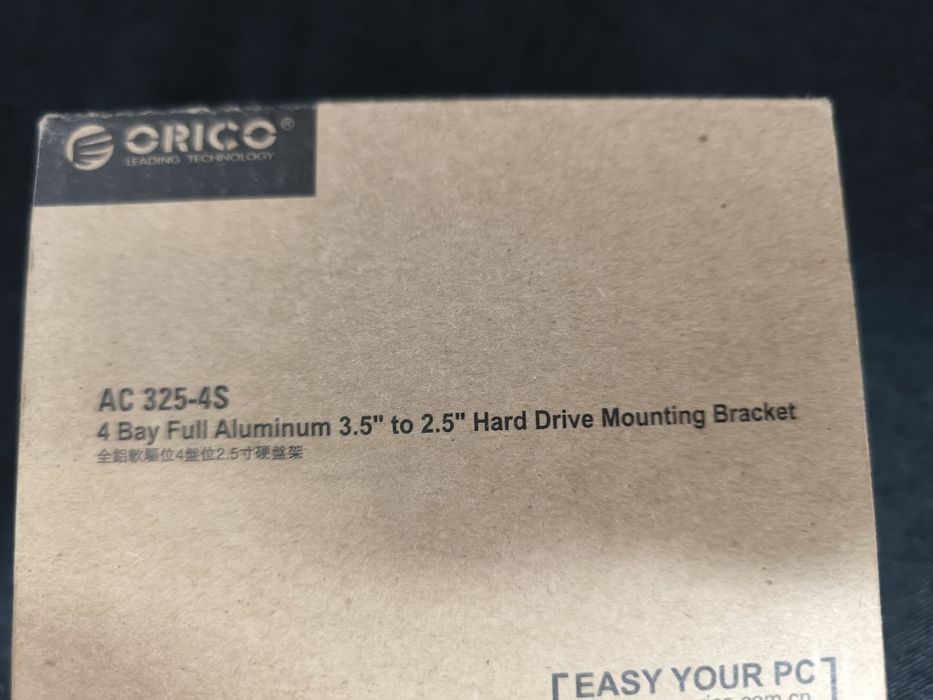 ORICO®
LEADING TECHNOLOGY
AC 325-4S
4 Bay Full Aluminum 3.5" to 2.5" Hard Drive Mounting Bracket
全鋁軟驅位4盤位2.5寸硬盤架
EASY YOUR PC